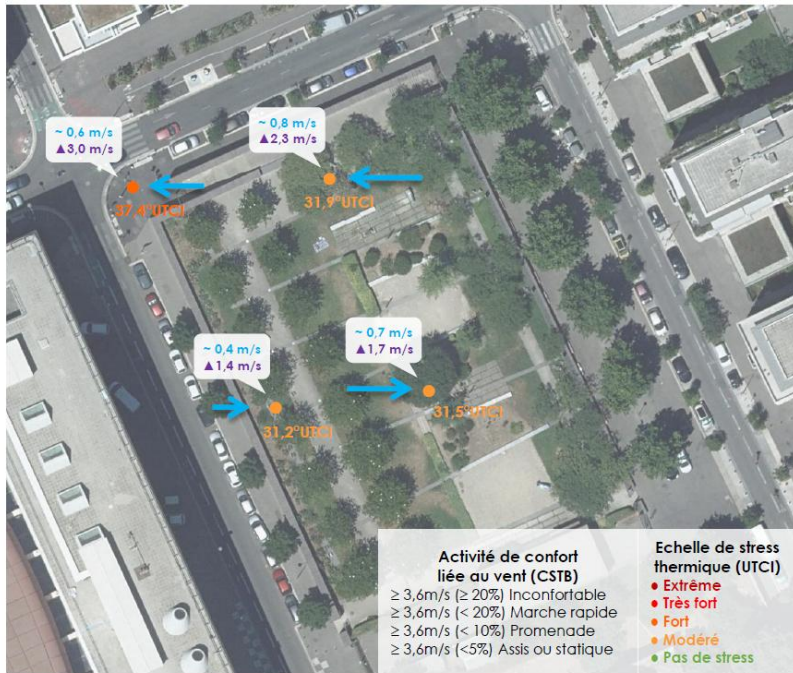 ~ 0,6 m/s
▲3,0 m/s
37,4°UTCI
~ 0,8 m/s
▲2,3 m/s
31,9°UTCI
~ 0,4 m/s
▲1,4 m/s
31,2°UTCI
~ 0,7 m/s
▲1,7 m/s
31,5°UTCI
Activité de confort
liée au vent (CSTB)
≥ 3,6m/s (≥ 20%) Inconfortable
≥ 3,6m/s (< 20%) Marche rapide
≥ 3,6m/s (< 10%) Promenade
≥ 3,6m/s (<5%) Assis ou statique
Echelle de stress
thermique (UTCI)
● Extrême
● Très fort
● Fort
● Modéré
● Pas de stress